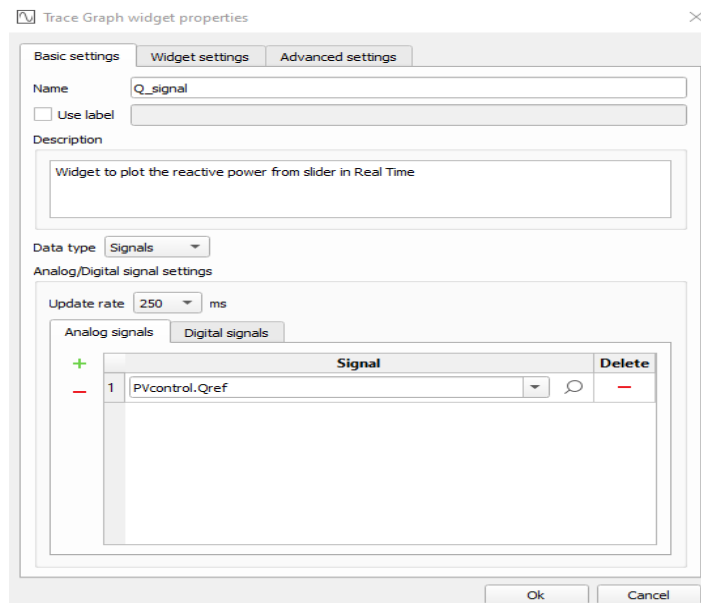 Trace Graph widget properties
Basic settings Widget settings Advanced settings
Name Q_signal
Use label
Description
Widget to plot the reactive power from slider in Real Time
Data type Signals
Analog/Digital signal settings
Update rate 250 ms
Analog signals Digital signals
Signal Delete
1 PVcontrol.Qref
Ok Cancel